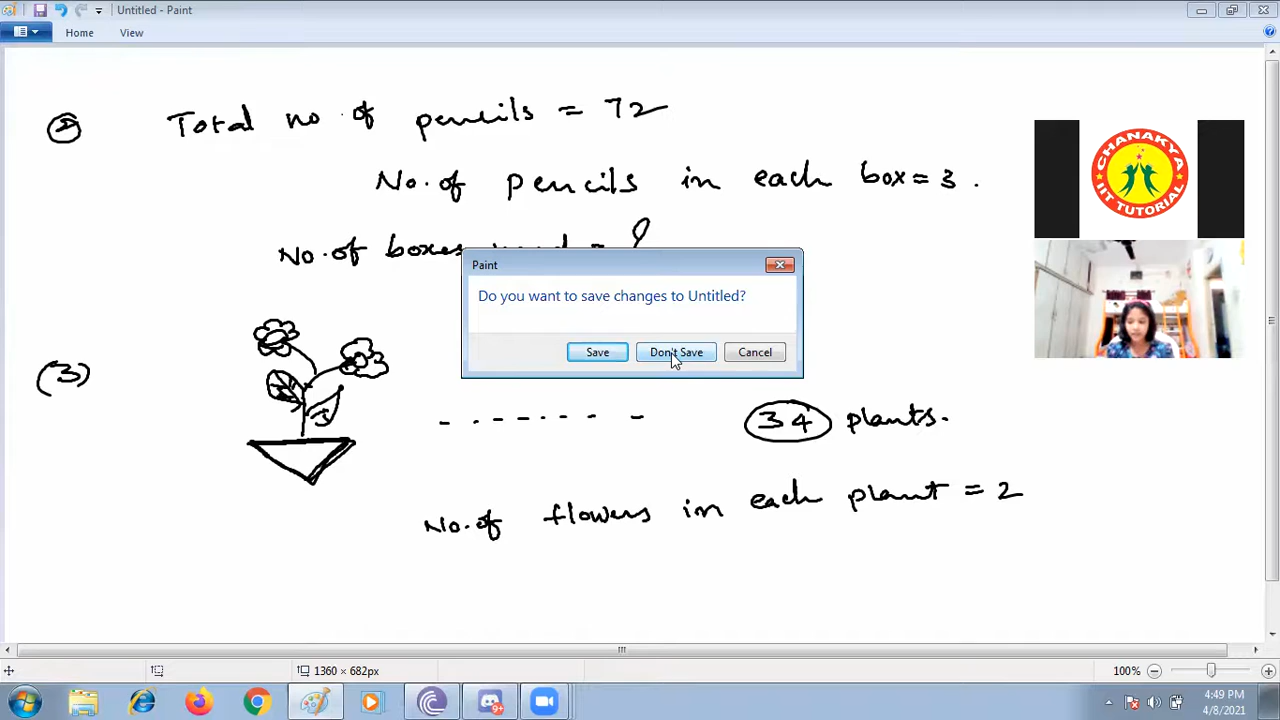 Untitled - Paint
Home View
② Total no of pencils = 72
No. of pencils in each box = 3 .
No. of boxes = ?
Paint
Do you want to save changes to Untitled?
Save Don't Save Cancel
(3)
34 plants.
No. of flowers in each plant = 2
CHANAKYA
IIT TUTORIAL
1360 × 682px
100%
4:49 PM
4/8/2021